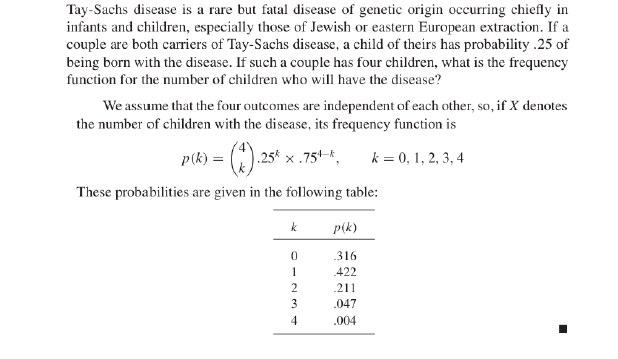 Tay-Sachs disease is a rare but fatal disease of genetic origin occurring chiefly in
infants and children, especially those of Jewish or eastern European extraction. If a
couple are both carriers of Tay-Sachs disease, a child of theirs has probability .25 of
being born with the disease. If such a couple has four children, what is the frequency
function for the number of children who will have the disease?
We assume that the four outcomes are independent of each other, so, if X denotes
the number of children with the disease, its frequency function is
p(k) = (4 k) .25^k × .75^{4−k}, k = 0, 1, 2, 3, 4
These probabilities are given in the following table:
k p(k)
0 .316
1 .422
2 .211
3 .047
4 .004